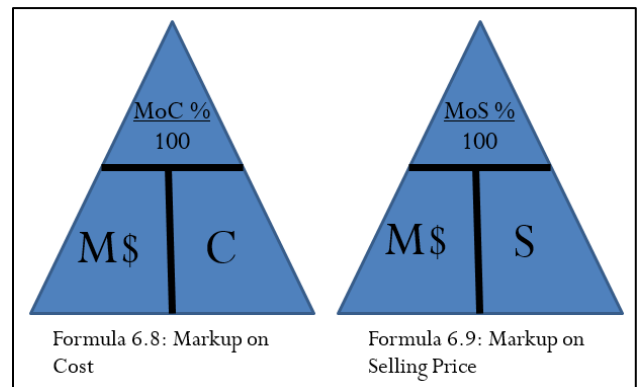 MoC %
100
M$
C
MoS %
100
M$
S
Formula 6.8: Markup on
Cost
Formula 6.9: Markup on
Selling Price